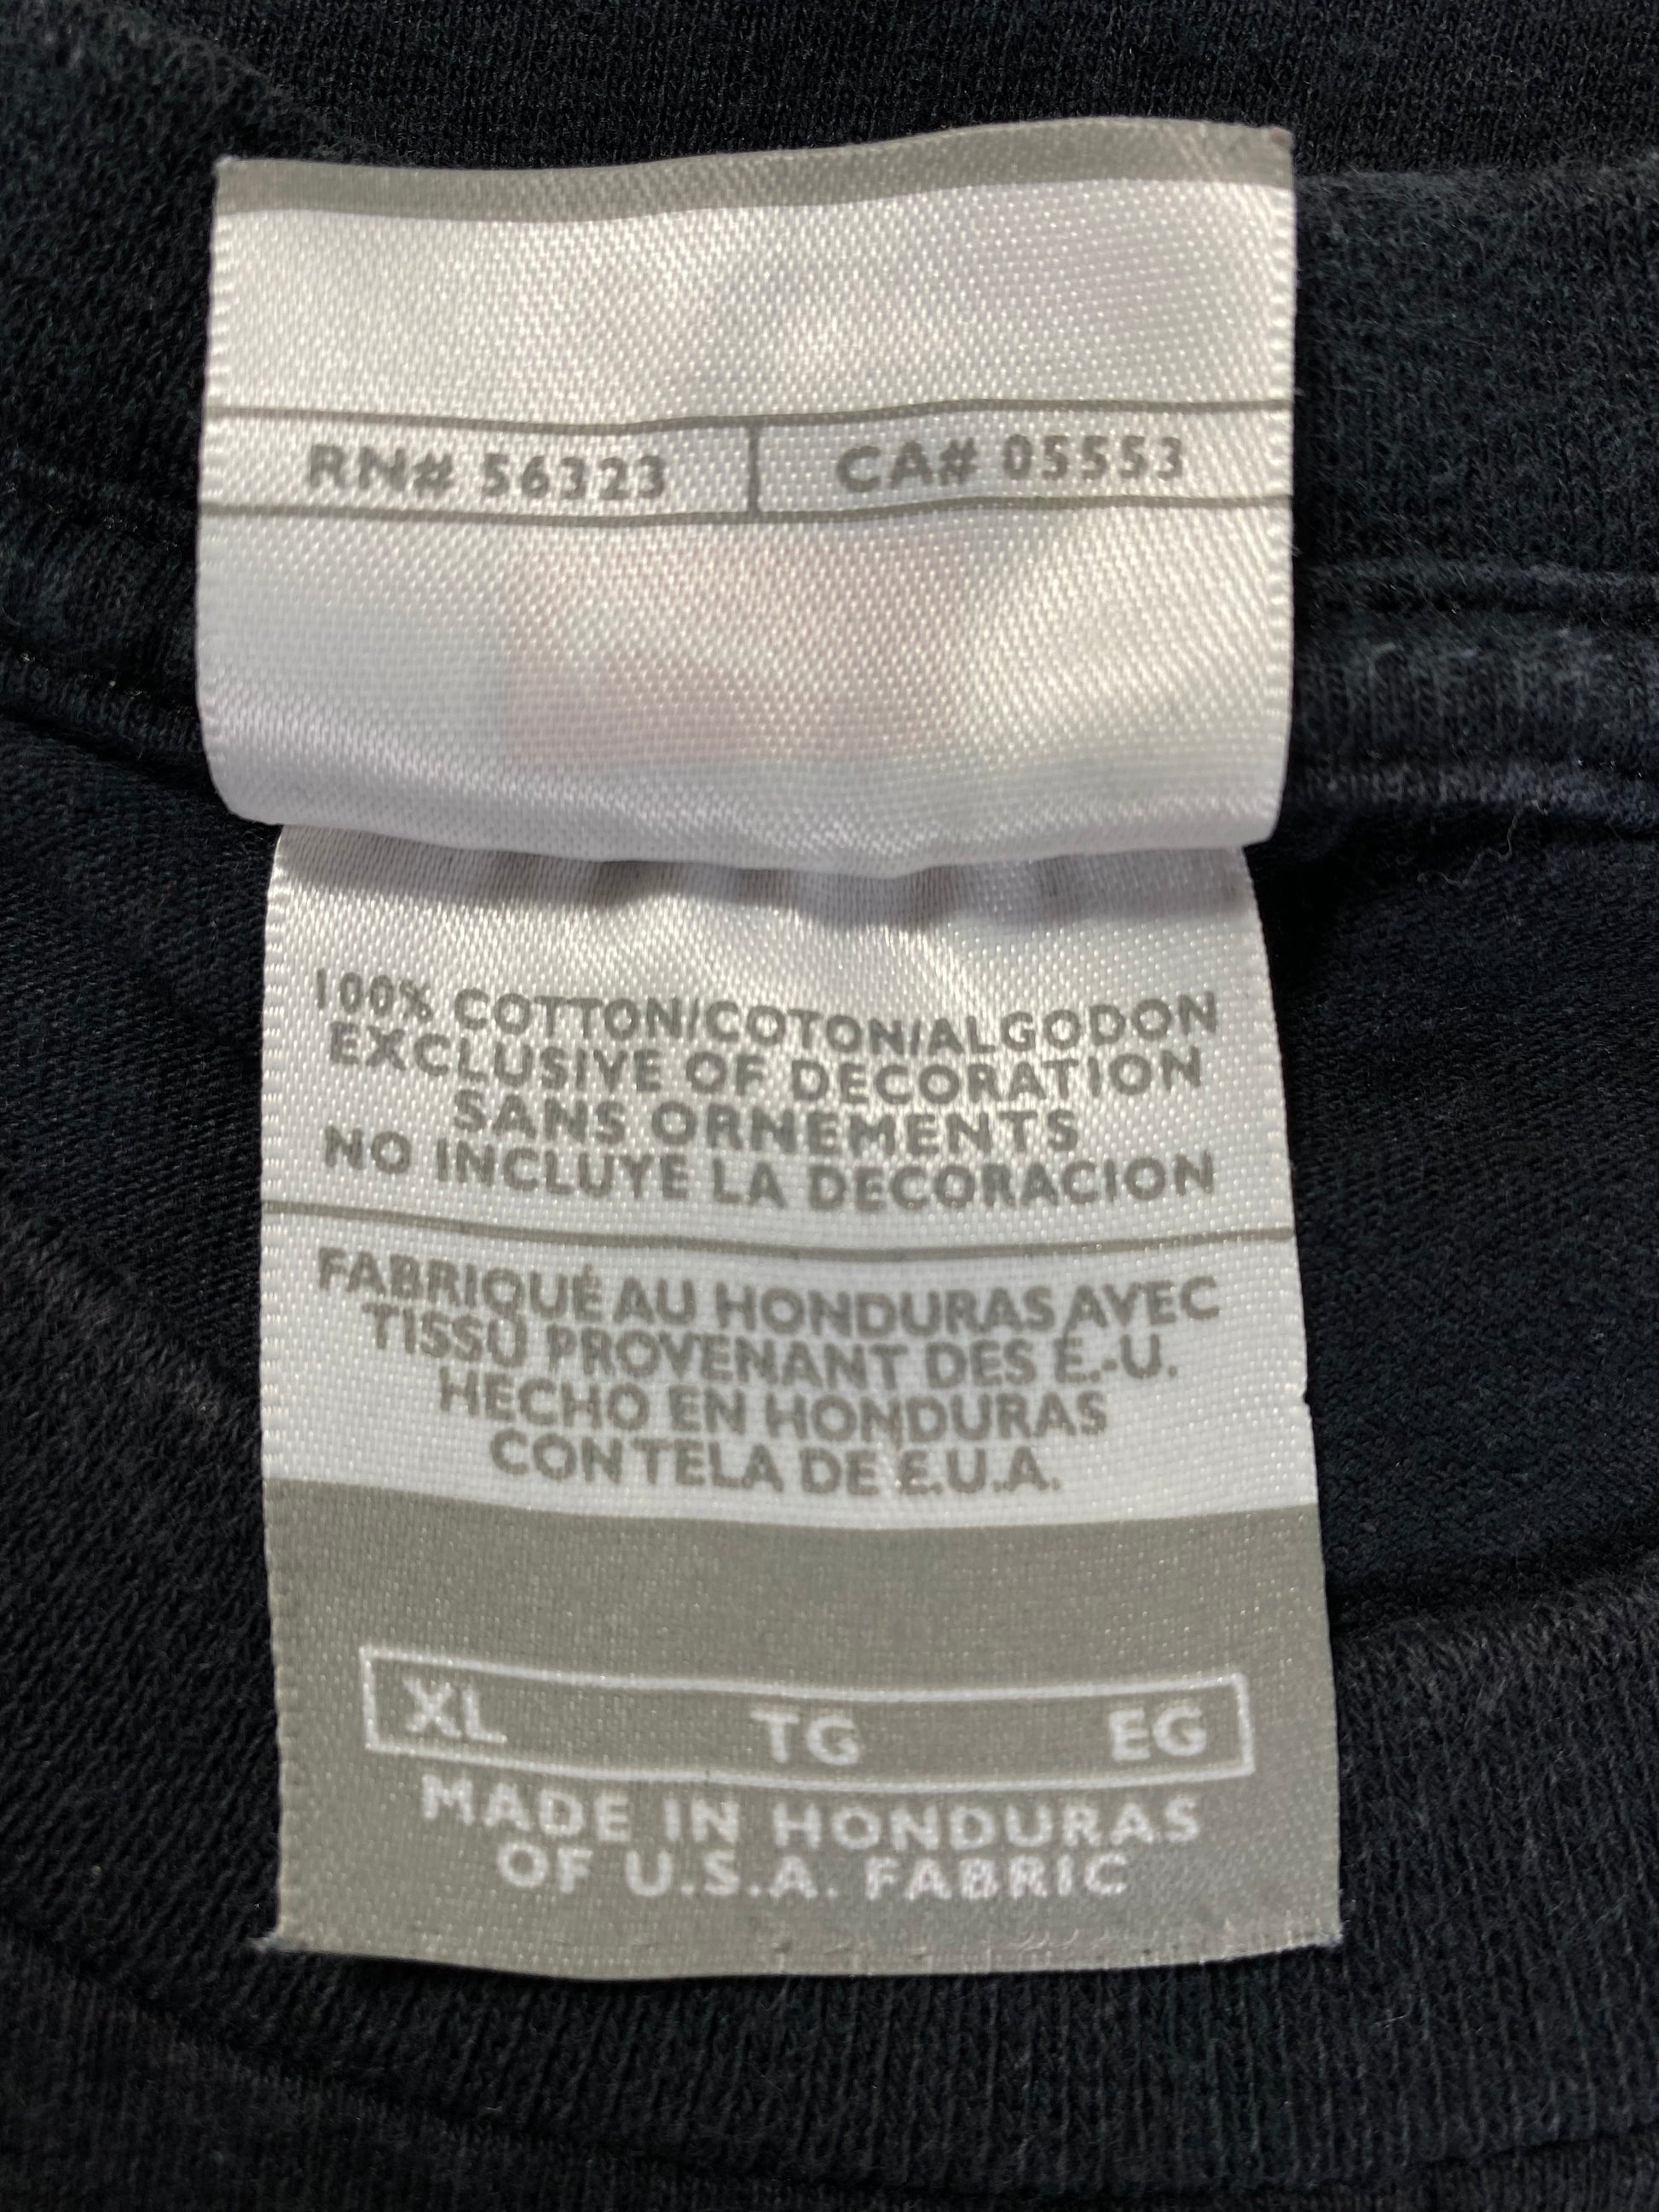 RN# 56323 CA# 05553
100% COTTON/COTON/ALGODON
EXCLUSIVE OF DECORATION
SANS ORNEMENTS
NO INCLUYE LA DECORACION
FABRIQUÉ AU HONDURAS AVEC
TISSU PROVENANT DES É.-U.
HECHO EN HONDURAS
CON TELA DE E.U.A.
XL TG EG
MADE IN HONDURAS
OF U.S.A. FABRIC